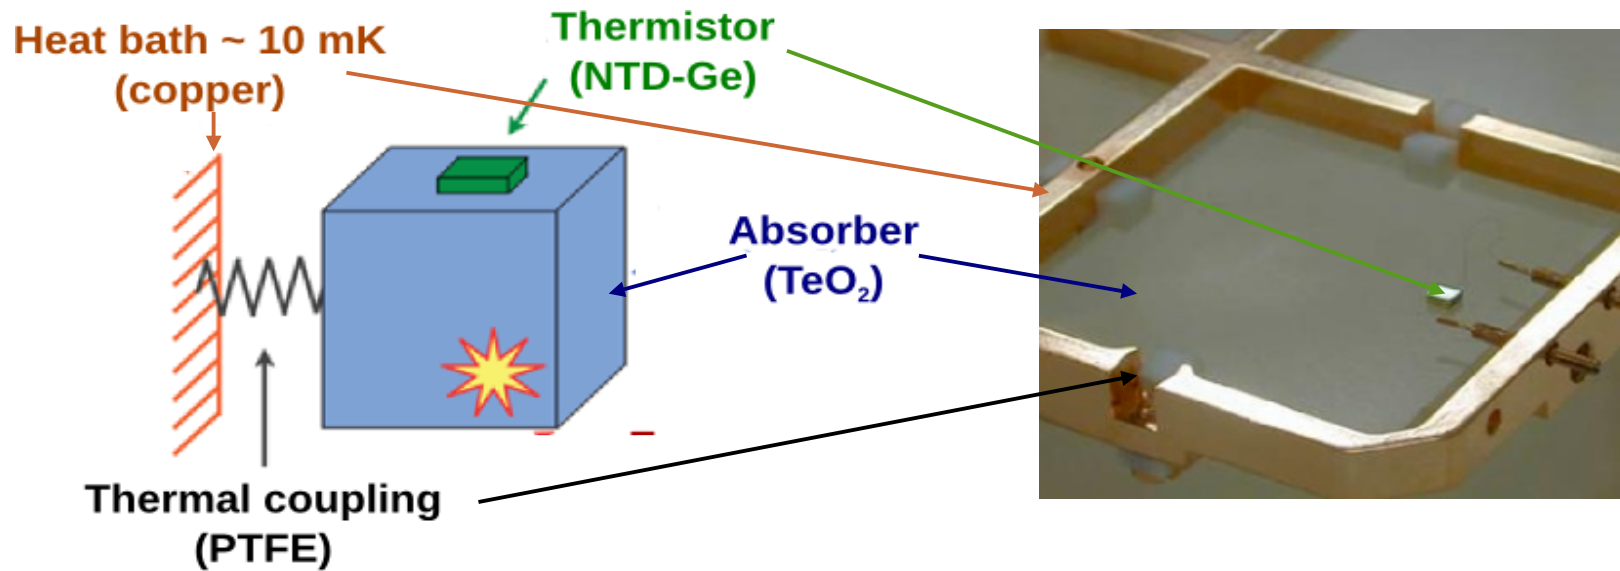 Heat bath ~ 10 mK
(copper)
Thermistor
(NTD-Ge)
Absorber
(TeO₂)
Thermal coupling
(PTFE)